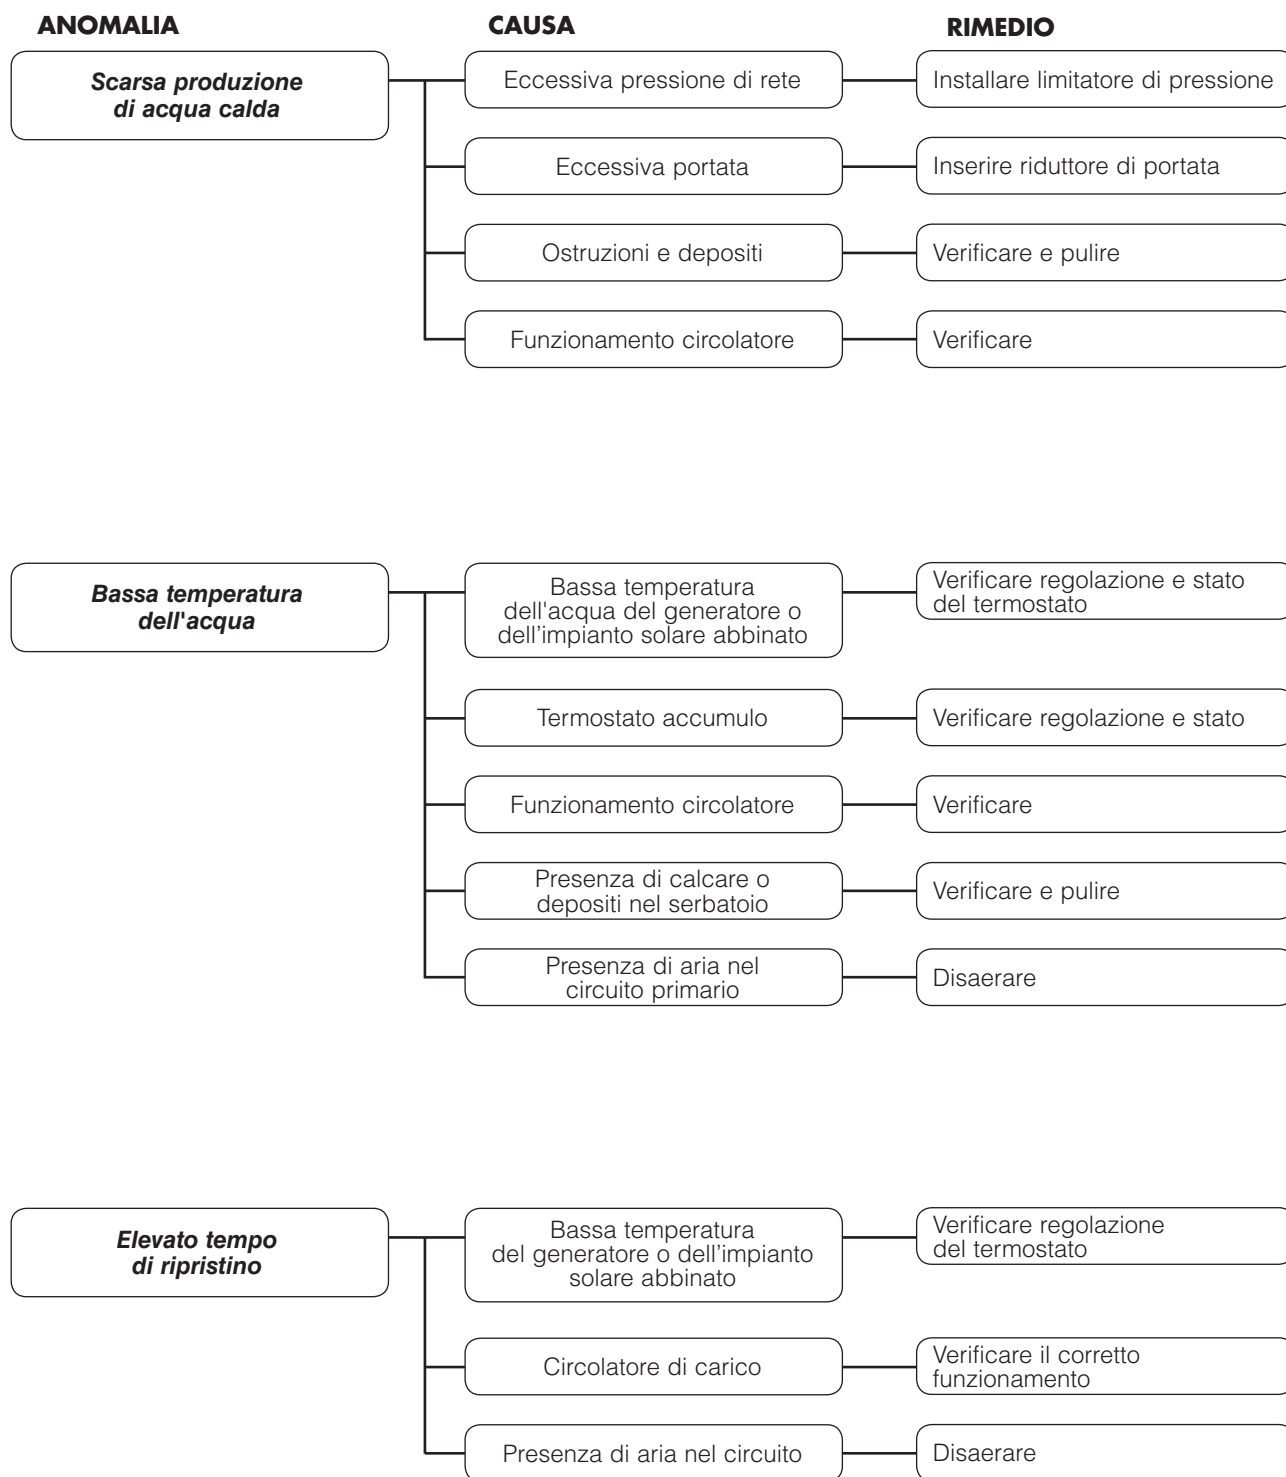 ANOMALIA
CAUSA
RIMEDIO
Scarsa produzione
di acqua calda
Eccessiva pressione di rete
Installare limitatore di pressione
Eccessiva portata
Inserire riduttore di portata
Ostruzioni e depositi
Verificare e pulire
Funzionamento circolatore
Verificare
Bassa temperatura
dell'acqua
Bassa temperatura
dell'acqua del generatore o
dell’impianto solare abbinato
Verificare regolazione e stato
del termostato
Termostato accumulo
Verificare regolazione e stato
Funzionamento circolatore
Verificare
Presenza di calcare o
depositi nel serbatoio
Verificare e pulire
Presenza di aria nel
circuito primario
Disaerare
Elevato tempo
di ripristino
Bassa temperatura
del generatore o dell’impianto
solare abbinato
Verificare regolazione
del termostato
Circolatore di carico
Verificare il corretto
funzionamento
Presenza di aria nel circuito
Disaerare